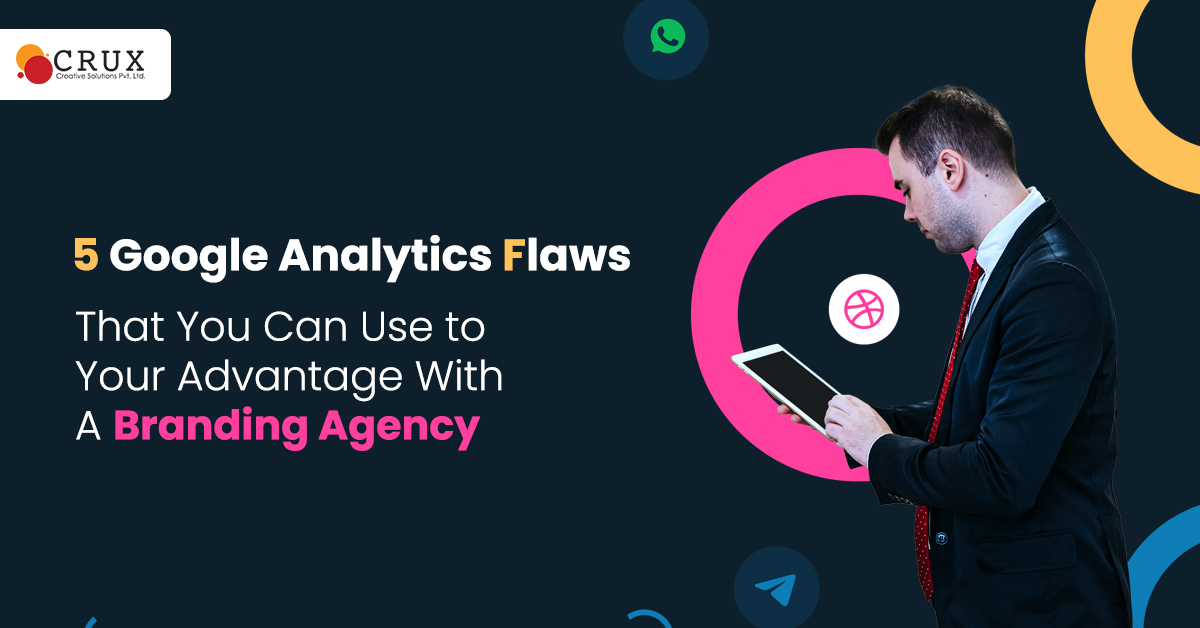 CRUX
Creative Solutions Pvt. Ltd.
5 Google Analytics Flaws
That You Can Use to
Your Advantage With
A Branding Agency